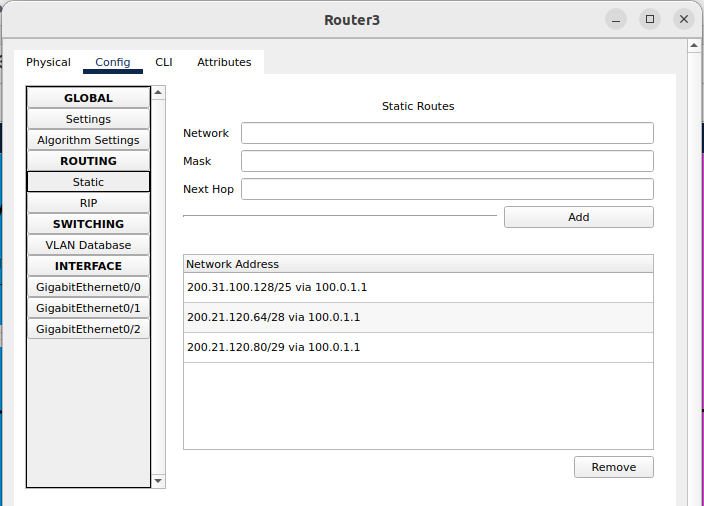 Router3
Physical Config CLI Attributes
GLOBAL
Settings
Algorithm Settings
ROUTING
Static
RIP
SWITCHING
VLAN Database
INTERFACE
GigabitEthernet0/0
GigabitEthernet0/1
GigabitEthernet0/2
Static Routes
Network
Mask
Next Hop
Add
Network Address
200.31.100.128/25 via 100.0.1.1
200.21.120.64/28 via 100.0.1.1
200.21.120.80/29 via 100.0.1.1
Remove